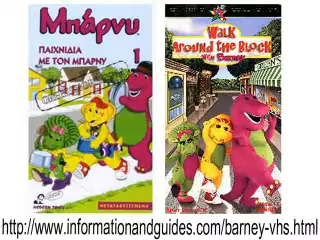 Μπάρνυ
ΠΑΙΧΝΙΔΙΑ
ΜΕ ΤΟΝ ΜΠΑΡΝΥ
1
ΜΕΤΑΓΛΩΤΤΙΣΜΕΝΟ
WALK
AROUND THE BLOCK
WITH BARNEY
http://www.informationandguides.com/barney-vhs.html